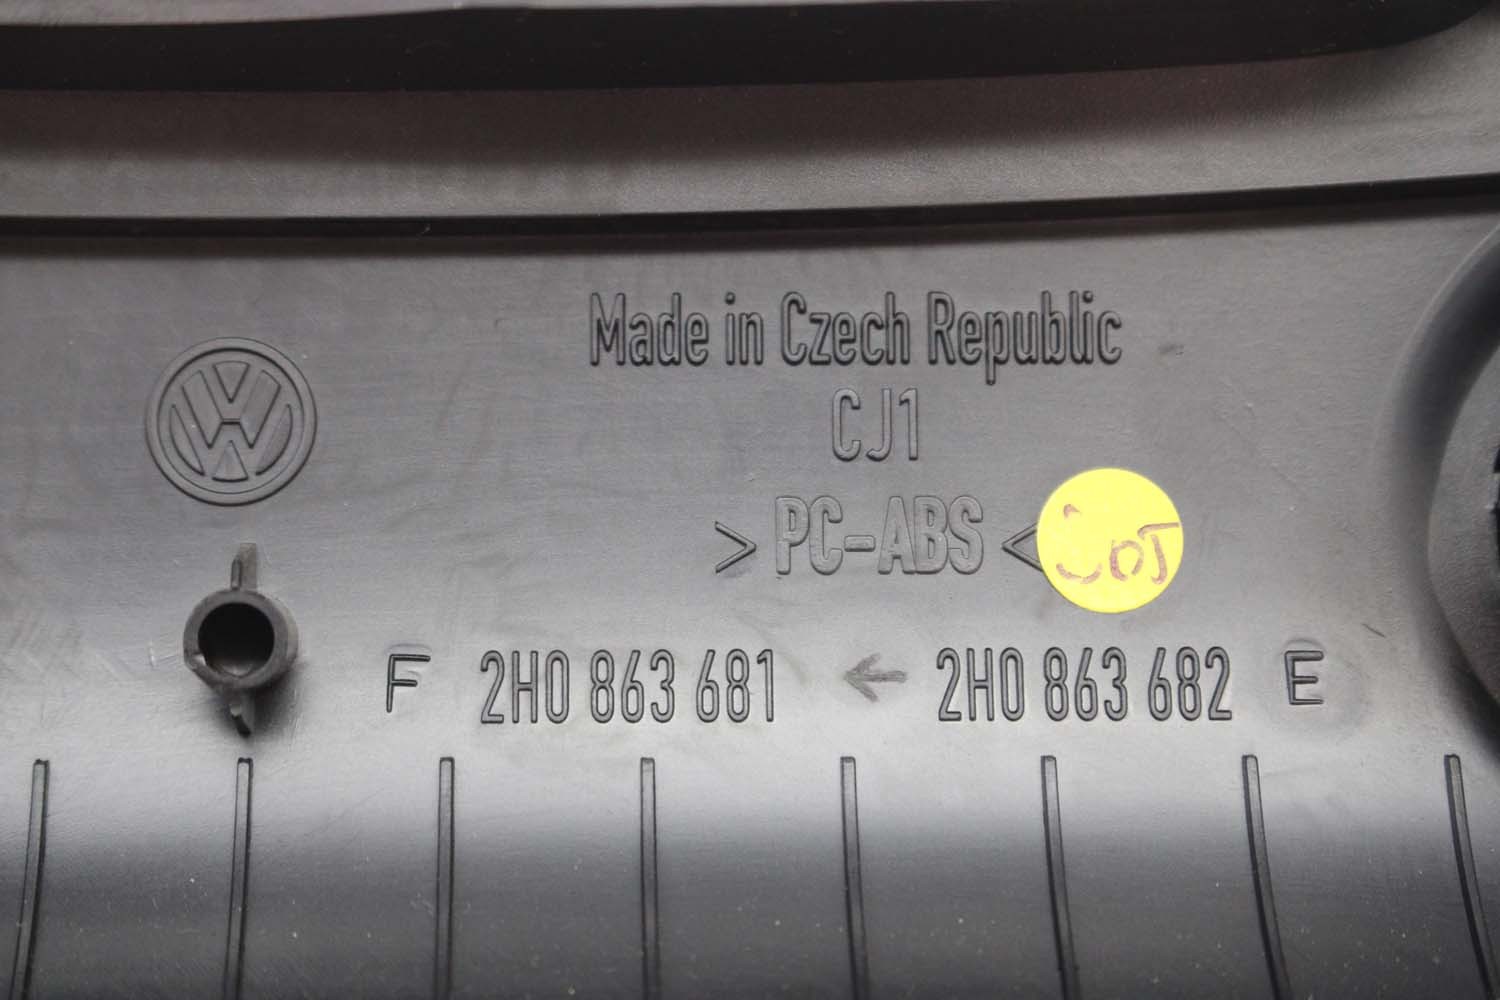 Made in Czech Republic
CJ1
> PC-ABS <
F 2H0 863 681 ← 2H0 863 682 E